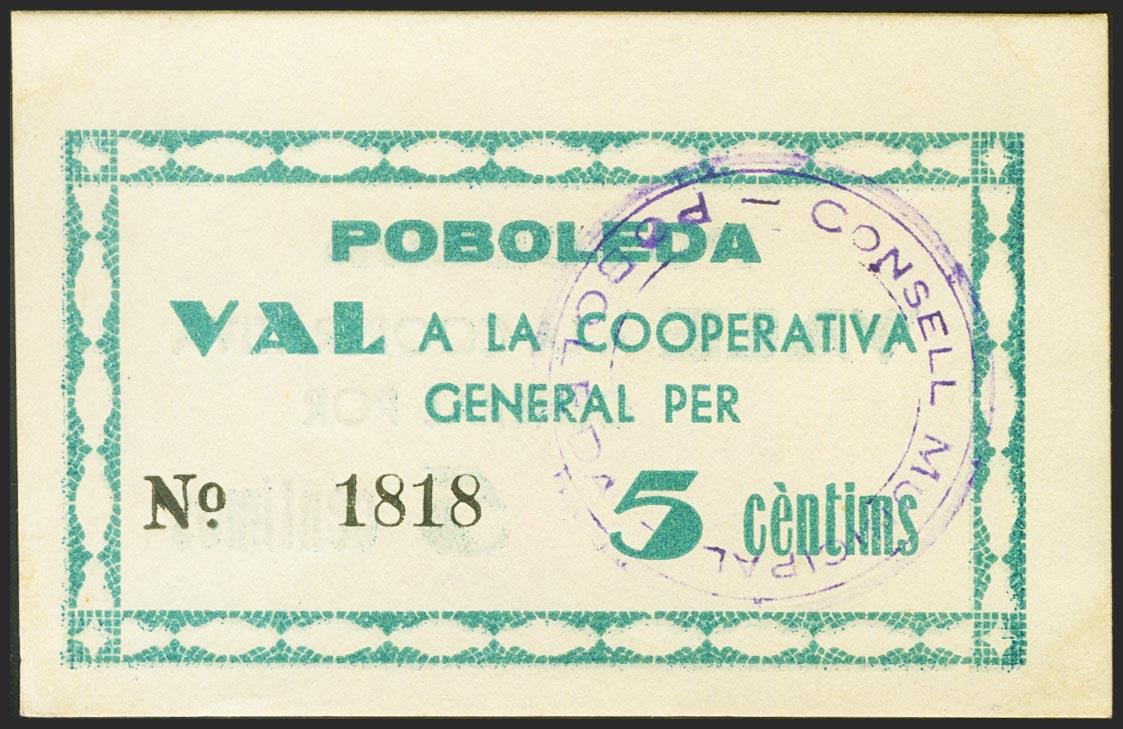 POBOLEDA
VAL A LA COOPERATIVA
GENERAL PER
Nº 1818 5 cèntims
CONSELL MUNICIPAL - POBOLEDA -